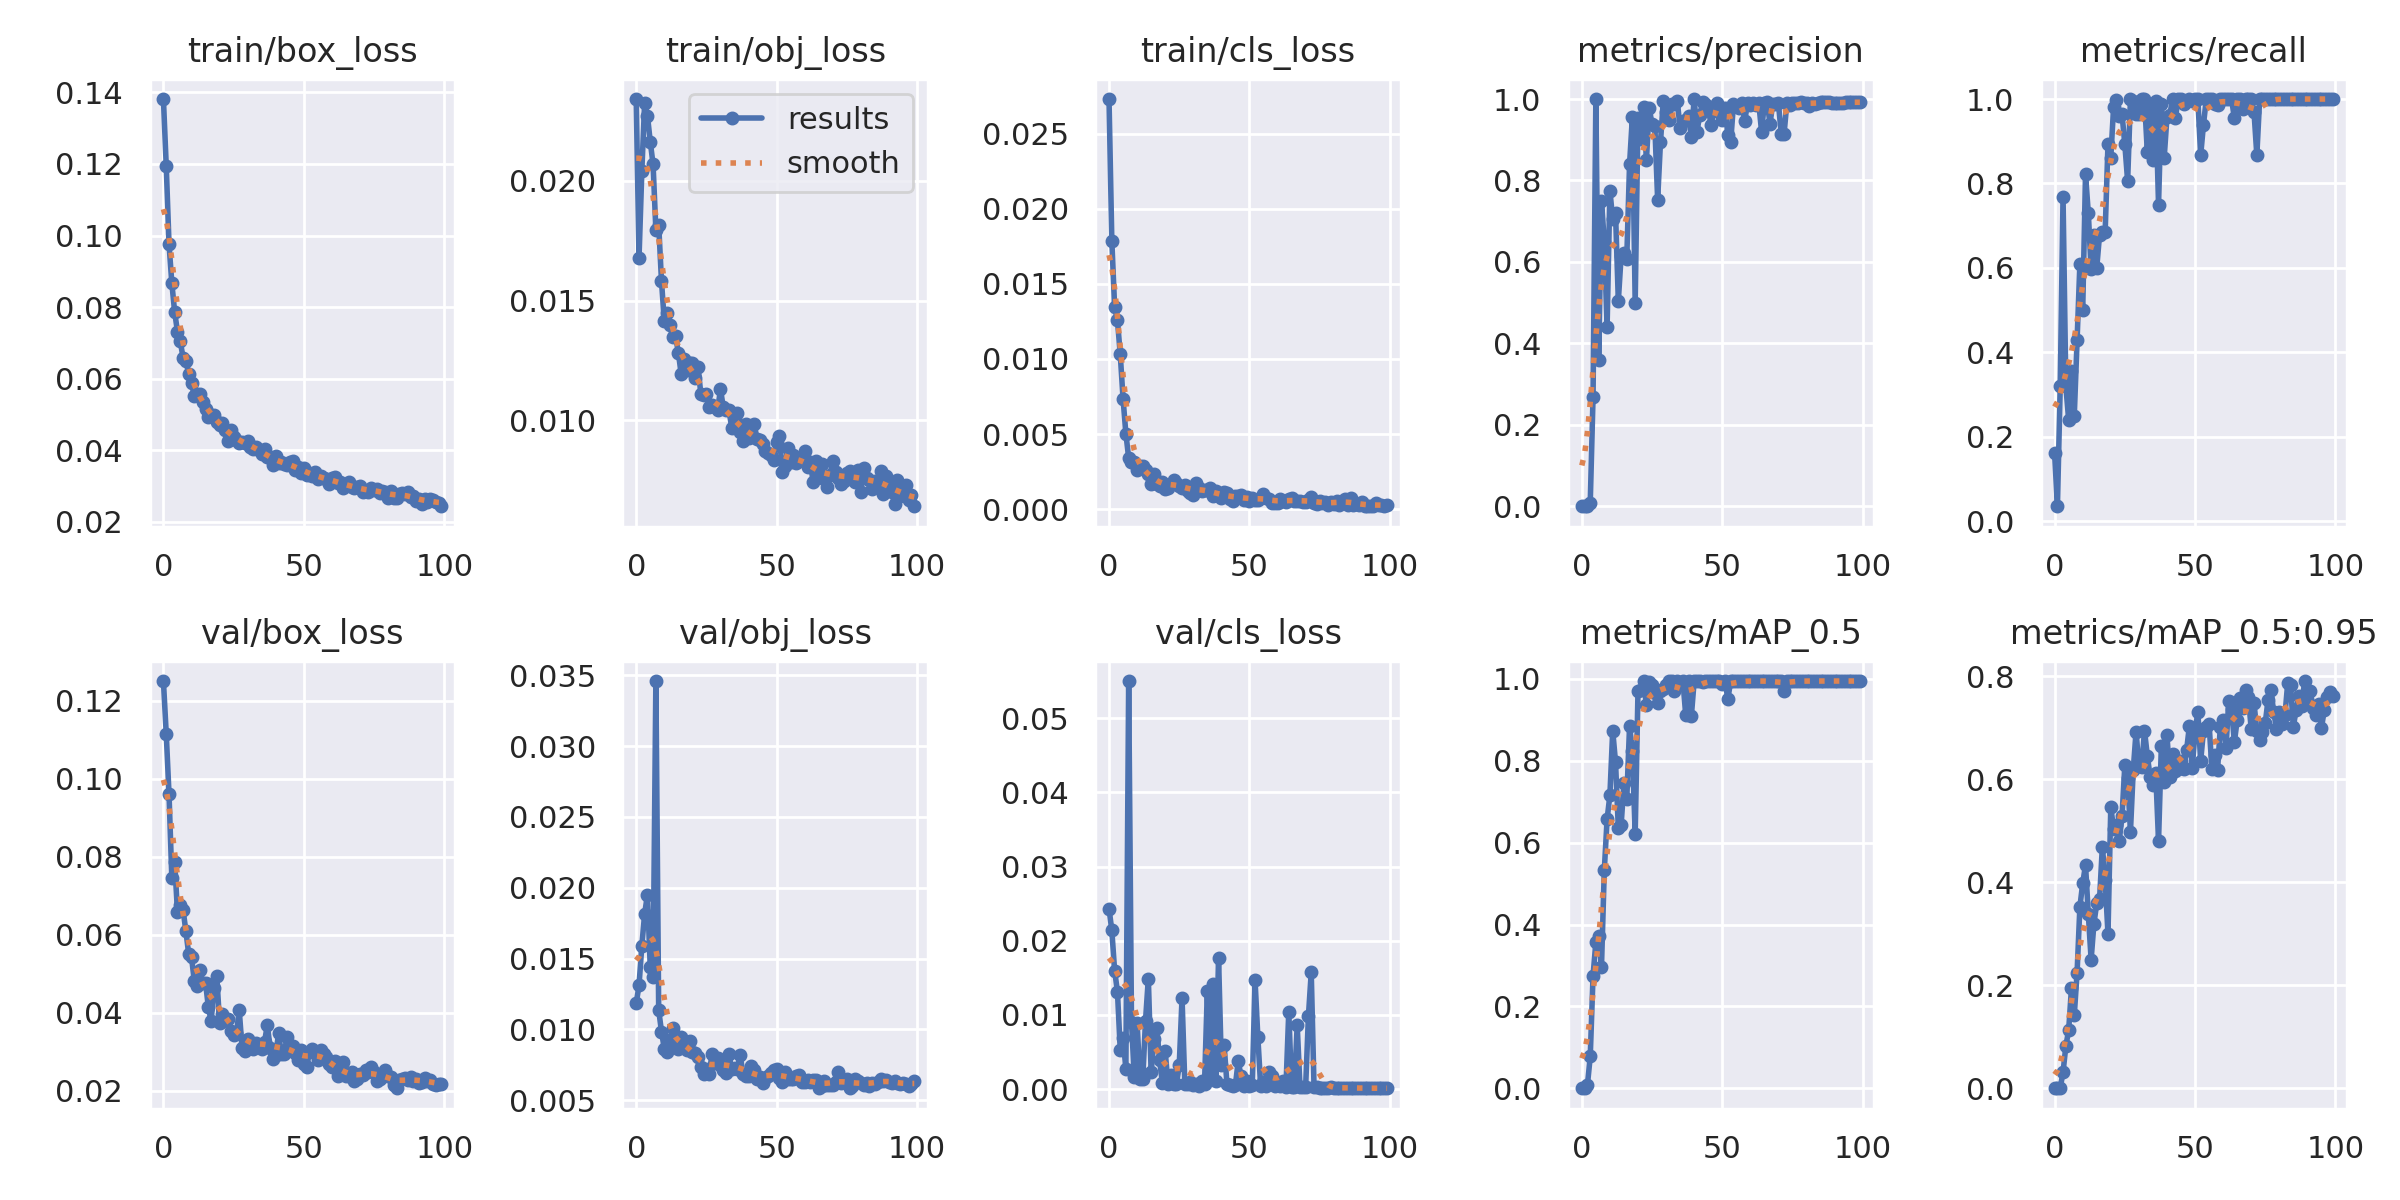 train/box_loss
0.14
0.12
0.10
0.08
0.06
0.04
0.02
0 50 100
train/obj_loss
results
smooth
0.020
0.015
0.010
0 50 100
train/cls_loss
0.025
0.020
0.015
0.010
0.005
0.000
0 50 100
metrics/precision
1.0
0.8
0.6
0.4
0.2
0.0
0 50 100
metrics/recall
1.0
0.8
0.6
0.4
0.2
0.0
0 50 100
val/box_loss
0.12
0.10
0.08
0.06
0.04
0.02
0 50 100
val/obj_loss
0.035
0.030
0.025
0.020
0.015
0.010
0.005
0 50 100
val/cls_loss
0.05
0.04
0.03
0.02
0.01
0.00
0 50 100
metrics/mAP_0.5
1.0
0.8
0.6
0.4
0.2
0.0
0 50 100
metrics/mAP_0.5:0.95
0.8
0.6
0.4
0.2
0.0
0 50 100